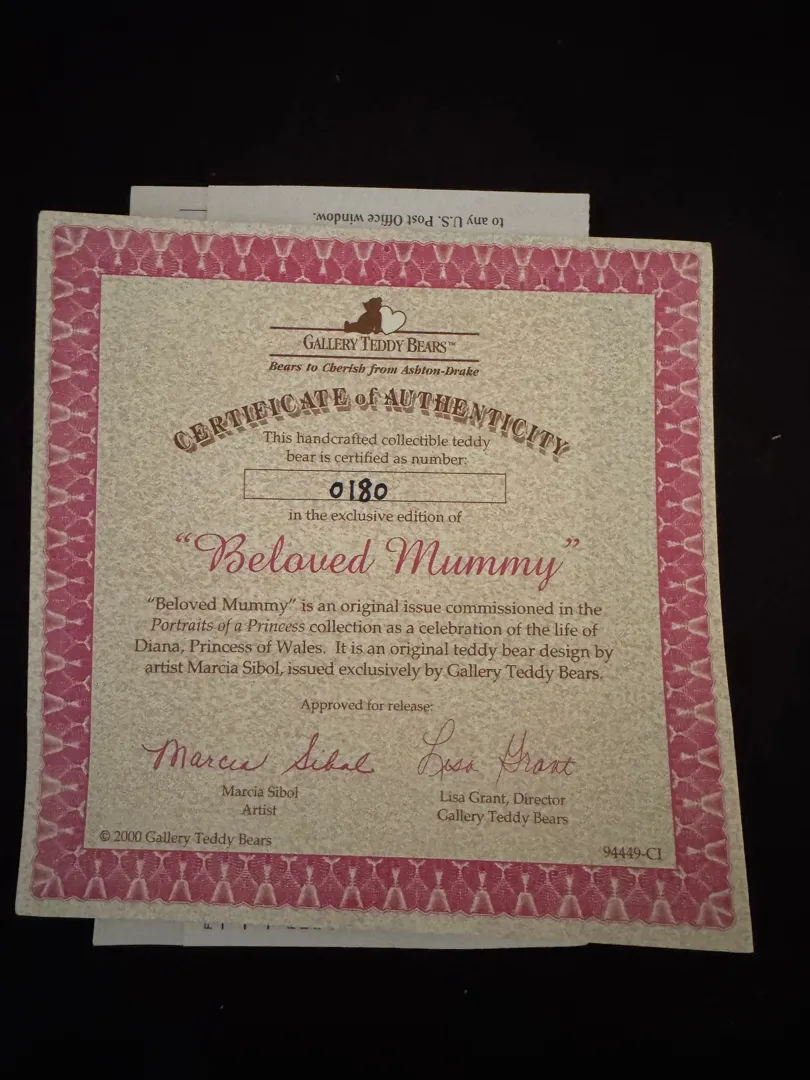 to any U.S. Post Office window.
GALLERY TEDDY BEARS™
Bears to Cherish from Ashton-Drake
CERTIFICATE of AUTHENTICITY
This handcrafted collectible teddy
bear is certified as number:
0180
in the exclusive edition of
“Beloved Mummy”
“Beloved Mummy” is an original issue commissioned in the
Portraits of a Princess collection as a celebration of the life of
Diana, Princess of Wales. It is an original teddy bear design by
artist Marcia Sibol, issued exclusively by Gallery Teddy Bears.
Approved for release:
Marcia Sibol Lisa Grant
Marcia Sibol
Artist
Lisa Grant, Director
Gallery Teddy Bears
© 2000 Gallery Teddy Bears
94449-CI